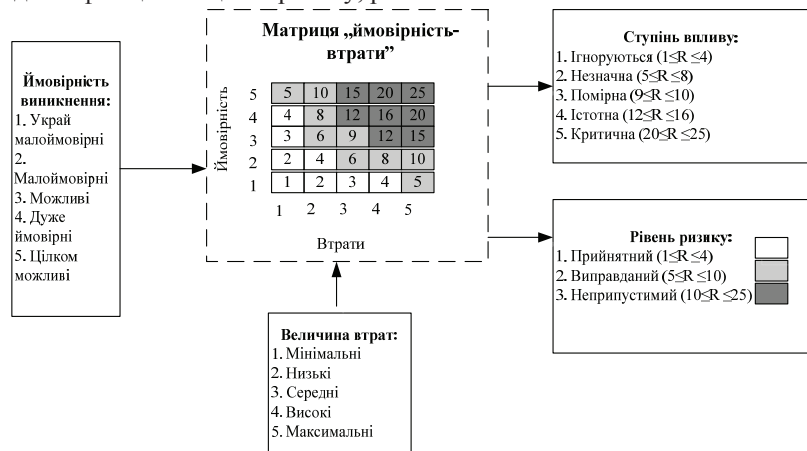 Ймовірність
виникнення:
1. Украй
малоймовірні
2.
Малоймовірні
3. Можливі
4. Дуже
ймовірні
5. Цілком
можливі
Матриця „ймовірність-
втрати”
Ймовірність
5 5 10 15 20 25
4 4 8 12 16 20
3 3 6 9 12 15
2 2 4 6 8 10
1 1 2 3 4 5
1 2 3 4 5
Втрати
Величина втрат:
1. Мінімальні
2. Низькі
3. Середні
4. Високі
5. Максимальні
Ступінь впливу:
1. Ігноруються (1≤R ≤4)
2. Незначна (5≤R ≤8)
3. Помірна (9≤R ≤10)
4. Істотна (12≤R ≤16)
5. Критична (20≤R ≤25)
Рівень ризику:
1. Прийнятний (1≤R ≤4)
2. Виправданий (5≤R ≤10)
3. Неприпустимий (10≤R ≤25)